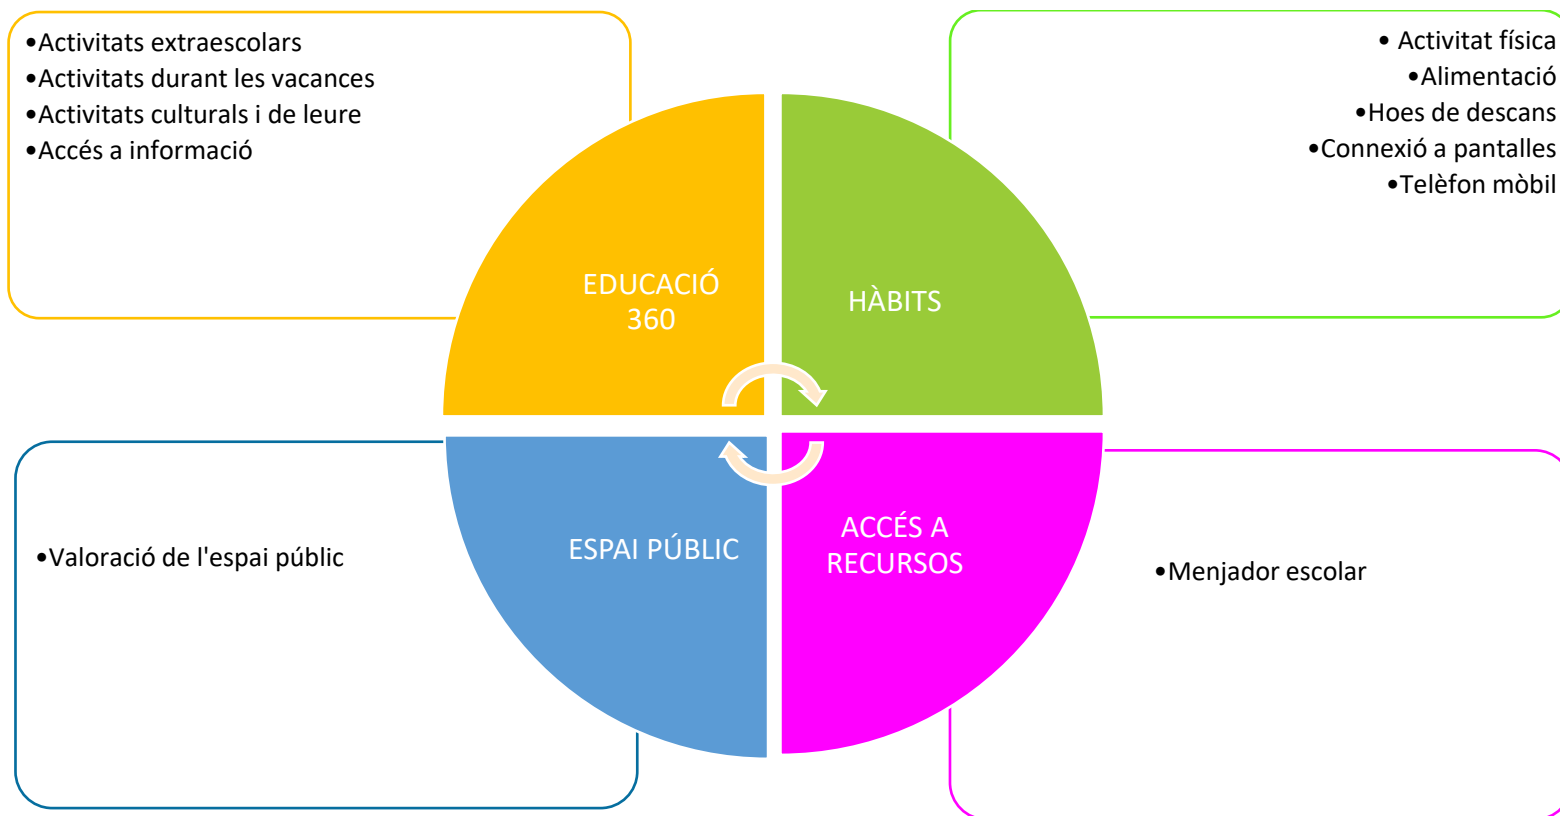 •Activitats extraescolars
•Activitats durant les vacances
•Activitats culturals i de leure
•Accés a informació
• Activitat física
•Alimentació
•Hoes de descans
•Connexió a pantalles
•Telèfon mòbil
EDUCACIÓ
360
HÀBITS
ESPAI PÚBLIC
ACCÉS A
RECURSOS
•Valoració de l'espai públic
•Menjador escolar